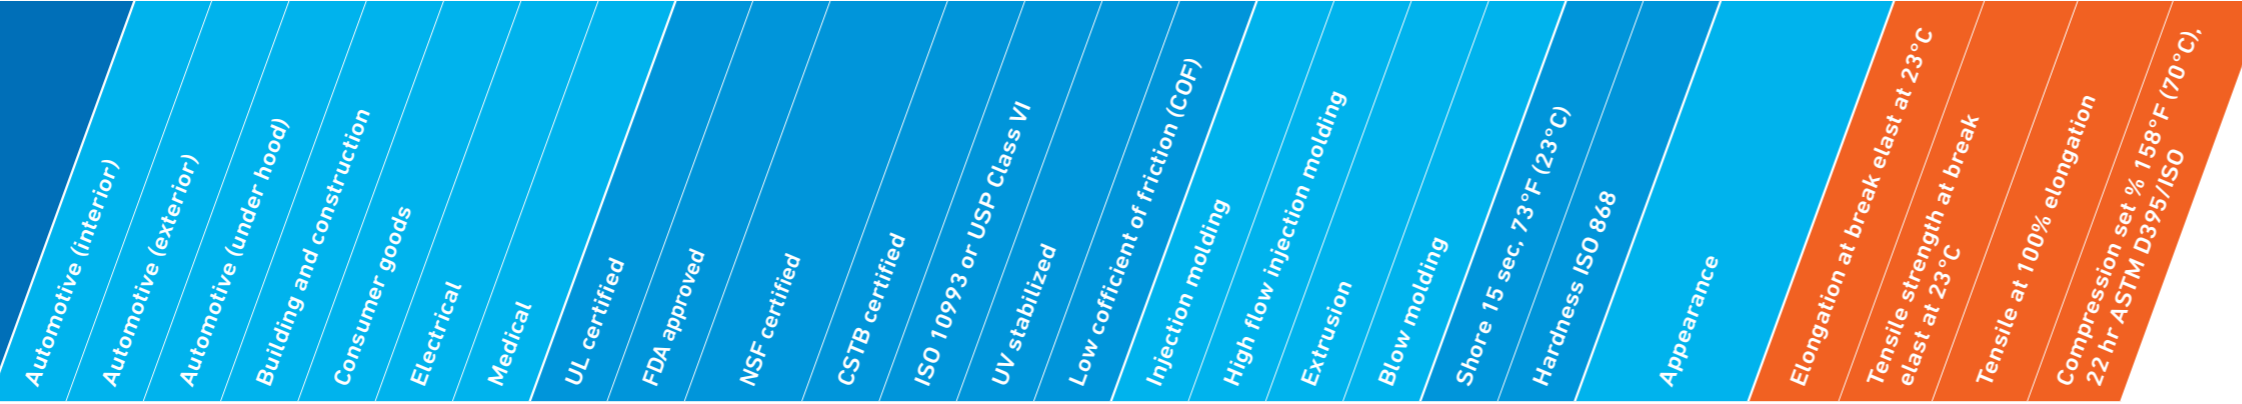 Automotive (interior)
Automotive (exterior)
Automotive (under hood)
Building and construction
Consumer goods
Electrical
Medical
UL certified
FDA approved
NSF certified
CSTB certified
ISO 10993 or USP Class VI
UV stabilized
Low cofficient of friction (COF)
Injection molding
High flow injection molding
Extrusion
Blow molding
Shore 15 sec, 73°F (23°C)
Hardness ISO 868
Appearance
Elongation at break elast at 23°C
Tensile strength at break
elast at 23°C
Tensile at 100% elongation
Compression set % 158°F (70°C),
22 hr ASTM D395/ISO